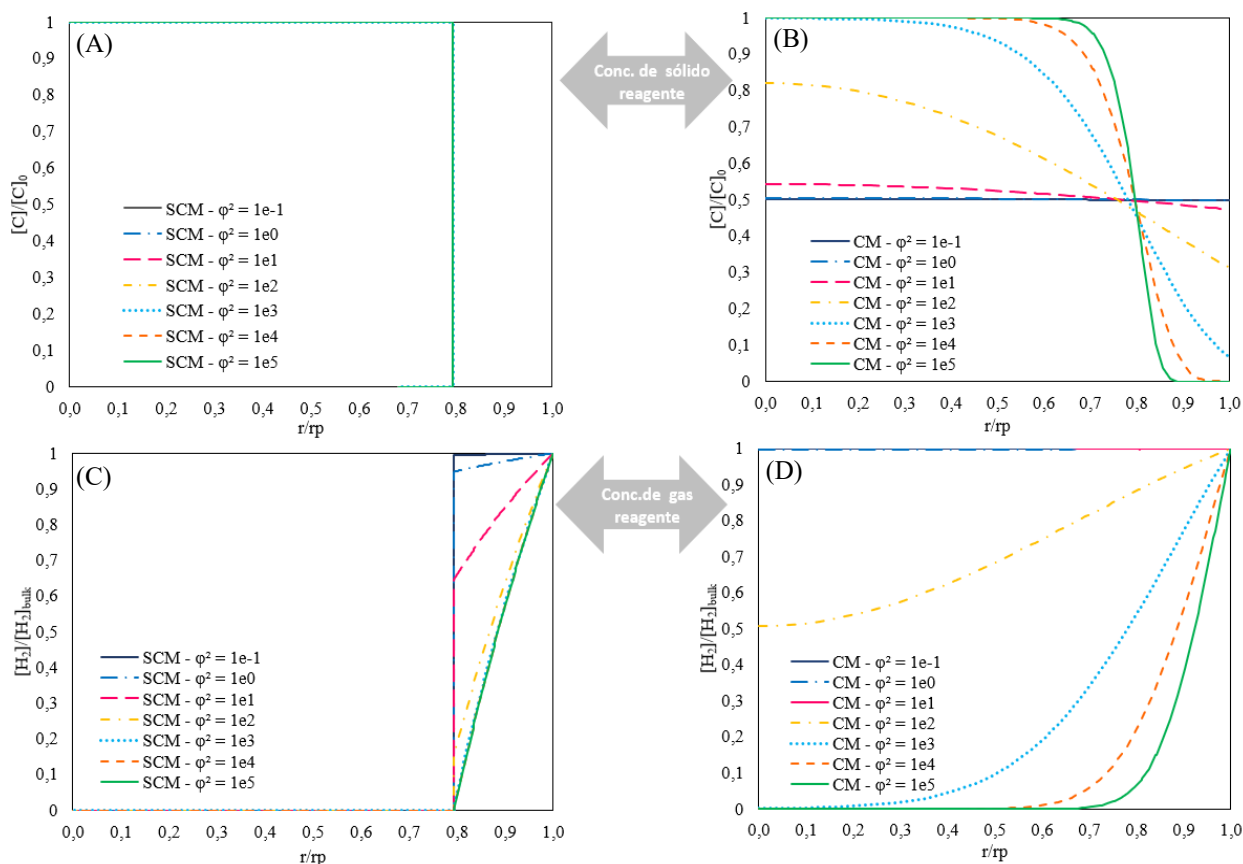 (A)
[C]/[C]₀
1
0,9
0,8
0,7
0,6
0,5
0,4
0,3
0,2
0,1
0
SCM - φ² = 1e-1
SCM - φ² = 1e0
SCM - φ² = 1e1
SCM - φ² = 1e2
SCM - φ² = 1e3
SCM - φ² = 1e4
SCM - φ² = 1e5
0,0 0,1 0,2 0,3 0,4 0,5 0,6 0,7 0,8 0,9 1,0
r/rp
Conc. de sólido
reagente
(B)
[C]/[C]₀
1
0,9
0,8
0,7
0,6
0,5
0,4
0,3
0,2
0,1
0
CM - φ² = 1e-1
CM - φ² = 1e0
CM - φ² = 1e1
CM - φ² = 1e2
CM - φ² = 1e3
CM - φ² = 1e4
CM - φ² = 1e5
0,0 0,1 0,2 0,3 0,4 0,5 0,6 0,7 0,8 0,9 1,0
r/rp
(C)
[H₂]/[H₂]bulk
1
0,9
0,8
0,7
0,6
0,5
0,4
0,3
0,2
0,1
0
SCM - φ² = 1e-1
SCM - φ² = 1e0
SCM - φ² = 1e1
SCM - φ² = 1e2
SCM - φ² = 1e3
SCM - φ² = 1e4
SCM - φ² = 1e5
0,0 0,1 0,2 0,3 0,4 0,5 0,6 0,7 0,8 0,9 1,0
r/rp
Conc.de gas
reagente
(D)
[H₂]/[H₂]bulk
1
0,9
0,8
0,7
0,6
0,5
0,4
0,3
0,2
0,1
0
CM - φ² = 1e-1
CM - φ² = 1e0
CM - φ² = 1e1
CM - φ² = 1e2
CM - φ² = 1e3
CM - φ² = 1e4
CM - φ² = 1e5
0,0 0,1 0,2 0,3 0,4 0,5 0,6 0,7 0,8 0,9 1,0
r/rp